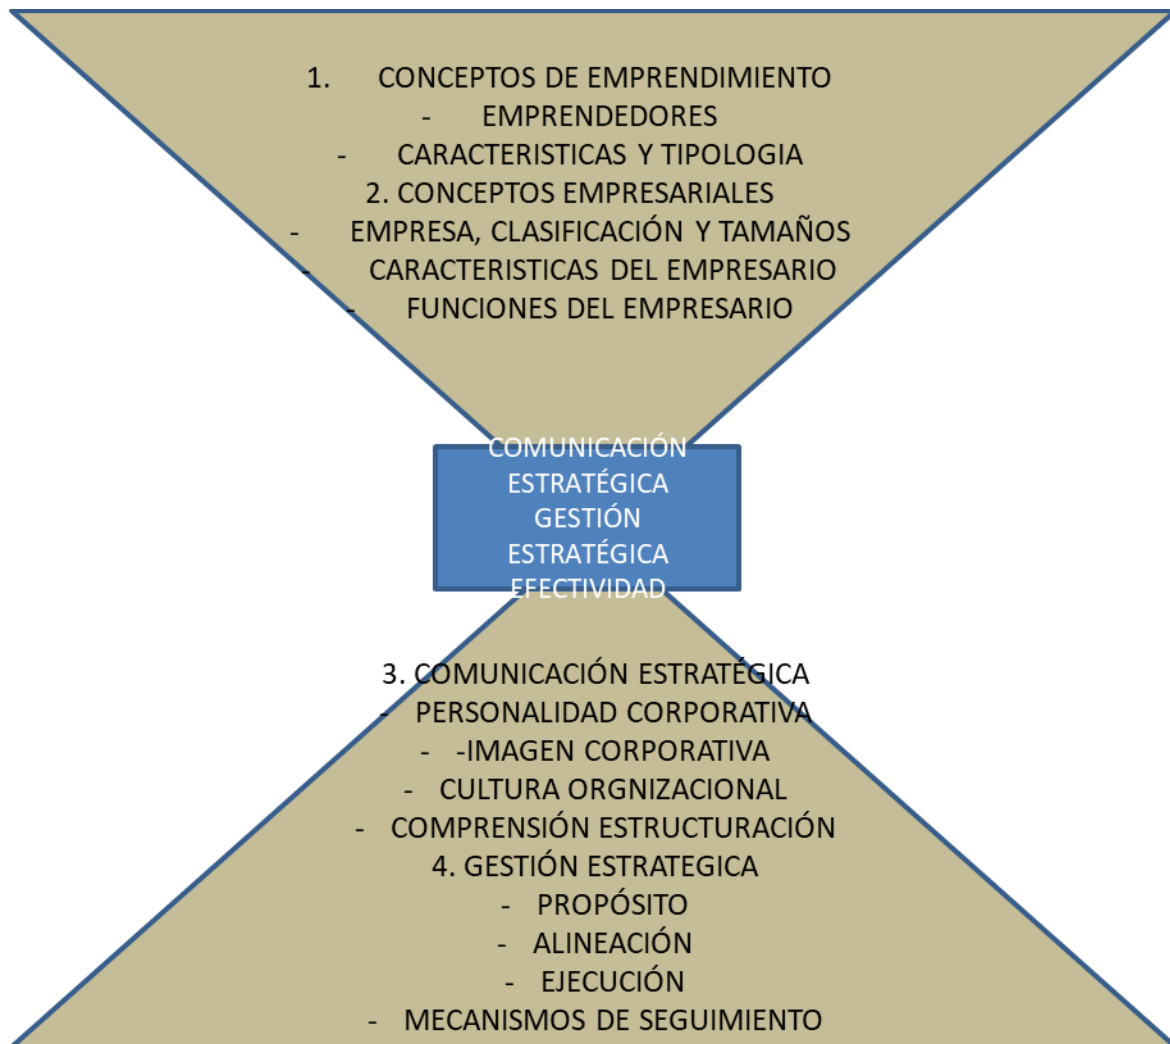 1. CONCEPTOS DE EMPRENDIMIENTO
- EMPRENDEDORES
- CARACTERISTICAS Y TIPOLOGIA
2. CONCEPTOS EMPRESARIALES
- EMPRESA, CLASIFICACIÓN Y TAMAÑOS
- CARACTERISTICAS DEL EMPRESARIO
- FUNCIONES DEL EMPRESARIO
COMUNICACIÓN
ESTRATÉGICA
GESTIÓN
ESTRATÉGICA
EFECTIVIDAD
3. COMUNICACIÓN ESTRATÉGICA
- PERSONALIDAD CORPORATIVA
- -IMAGEN CORPORATIVA
- CULTURA ORGNIZACIONAL
- COMPRENSIÓN ESTRUCTURACIÓN
4. GESTIÓN ESTRATEGICA
- PROPÓSITO
- ALINEACIÓN
- EJECUCIÓN
- MECANISMOS DE SEGUIMIENTO